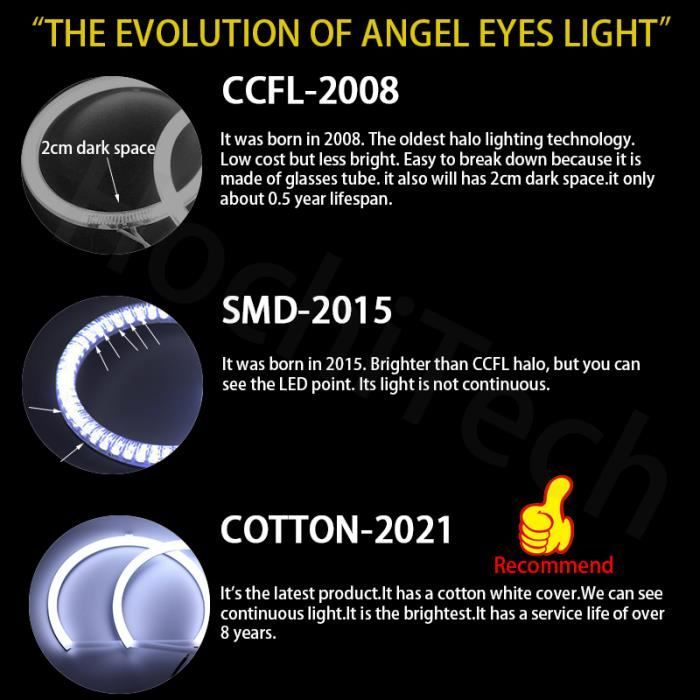 “THE EVOLUTION OF ANGEL EYES LIGHT”
CCFL-2008
2cm dark space
It was born in 2008. The oldest halo lighting technology.
Low cost but less bright. Easy to break down because it is
made of glasses tube. it also will has 2cm dark space.it only
about 0.5 year lifespan.
SMD-2015
It was born in 2015. Brighter than CCFL halo, but you can
see the LED point. Its light is not continuous.
COTTON-2021
Recommend
It’s the latest product.It has a cotton white cover.We can see
continuous light.It is the brightest.It has a service life of over
8 years.
HochiTech